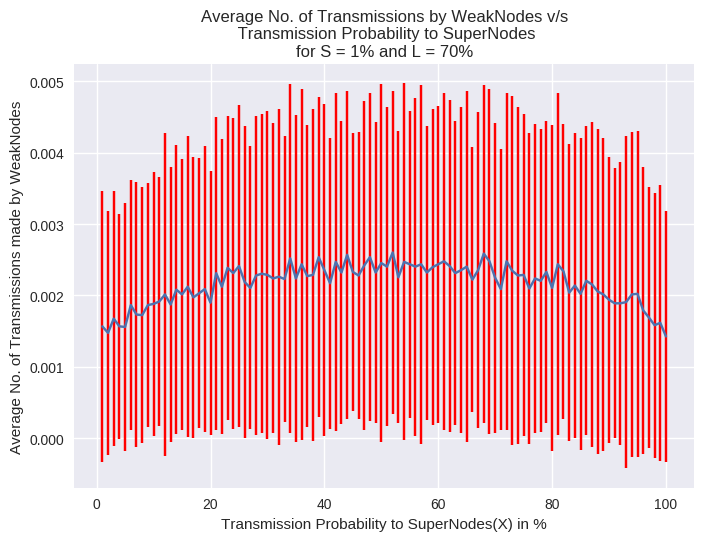 Average No. of Transmissions by WeakNodes v/s
Transmission Probability to SuperNodes
for S = 1% and L = 70%
Average No. of Transmissions made by WeakNodes
0.005
0.004
0.003
0.002
0.001
0.000
0 20 40 60 80 100
Transmission Probability to SuperNodes(X) in %